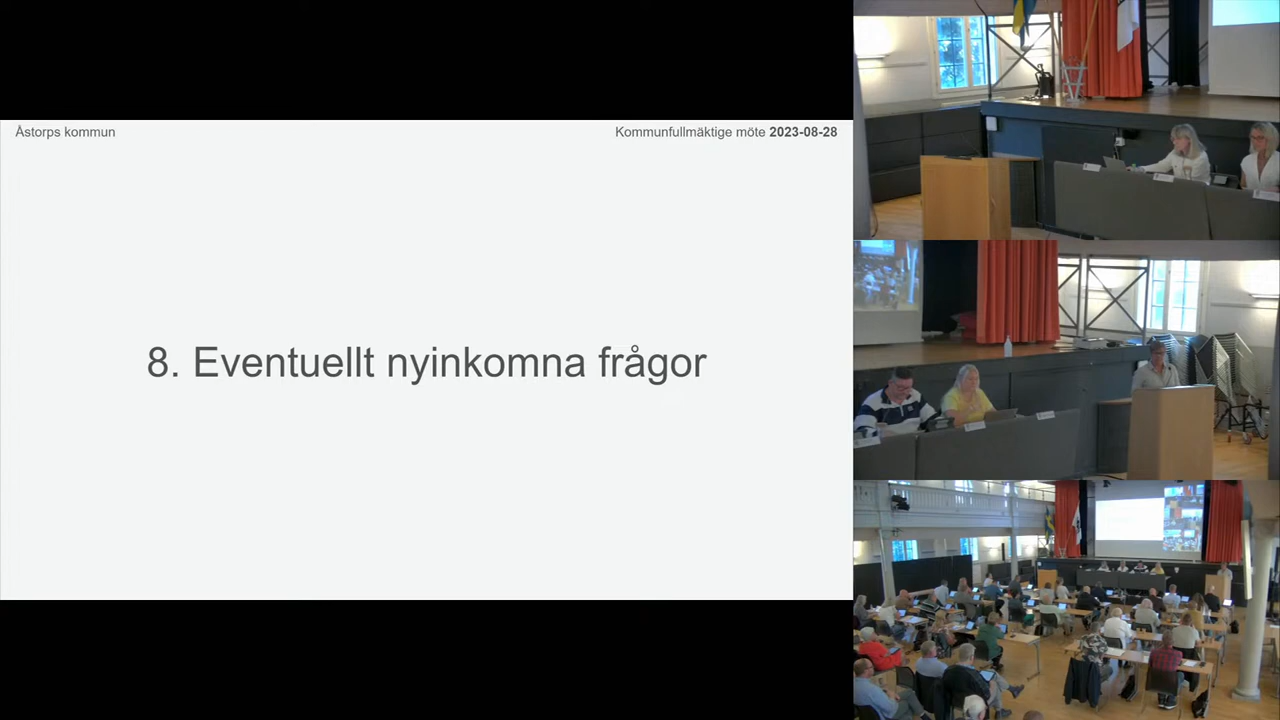 Åstorps kommun
Kommunfullmäktige möte 2023-08-28
8. Eventuellt nyinkomna frågor